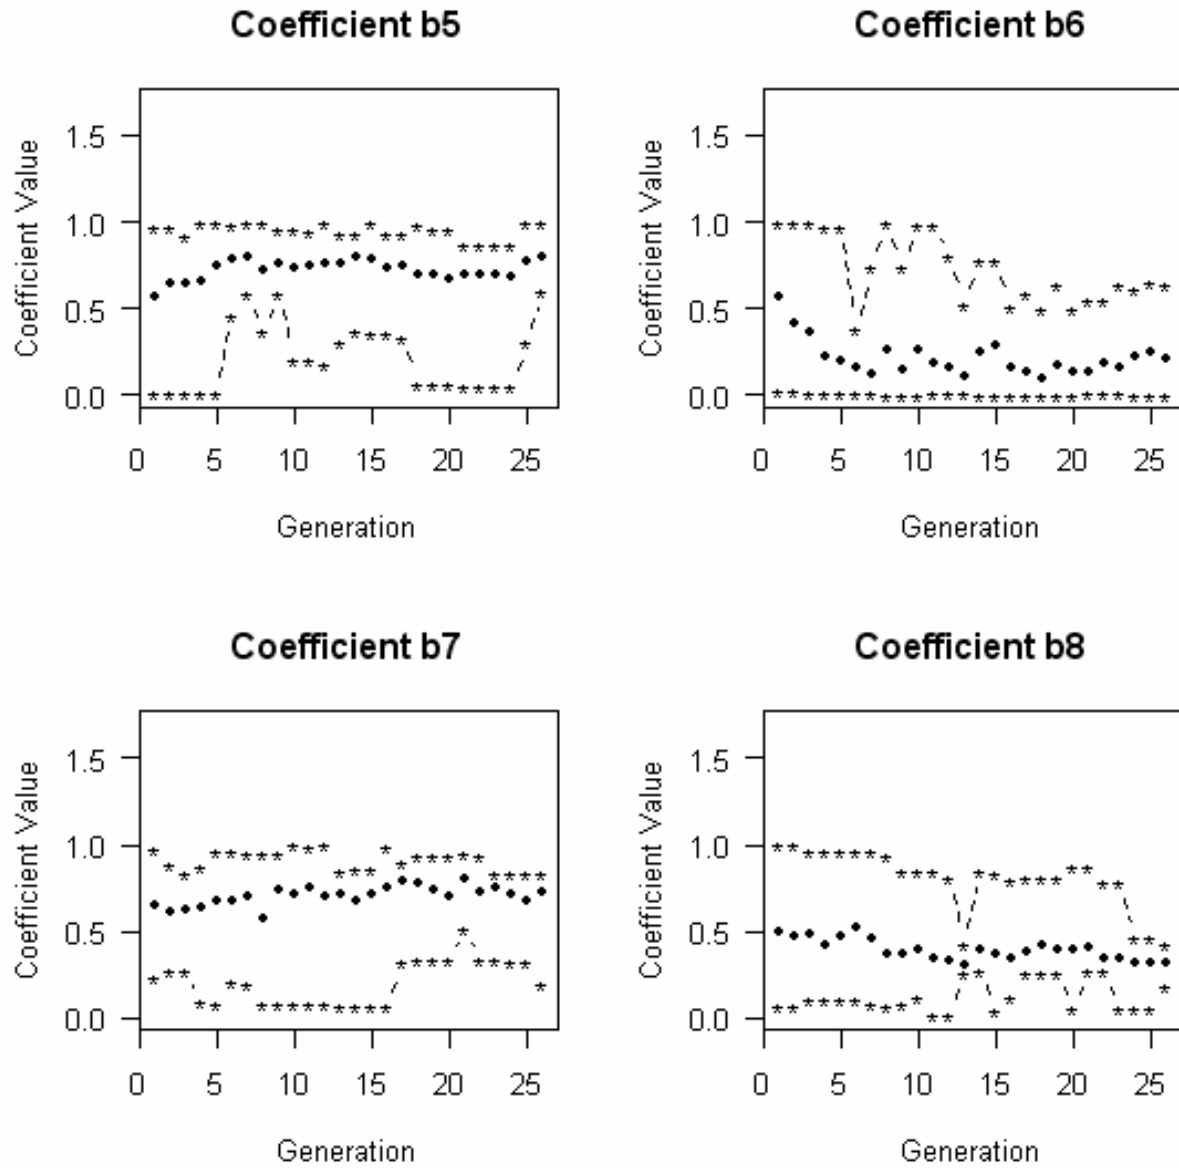 Coefficient b5
Coefficient Value
1.5
1.0
0.5
0.0
0 5 10 15 20 25
Generation
Coefficient b6
Coefficient Value
1.5
1.0
0.5
0.0
0 5 10 15 20 25
Generation
Coefficient b7
Coefficient Value
1.5
1.0
0.5
0.0
0 5 10 15 20 25
Generation
Coefficient b8
Coefficient Value
1.5
1.0
0.5
0.0
0 5 10 15 20 25
Generation